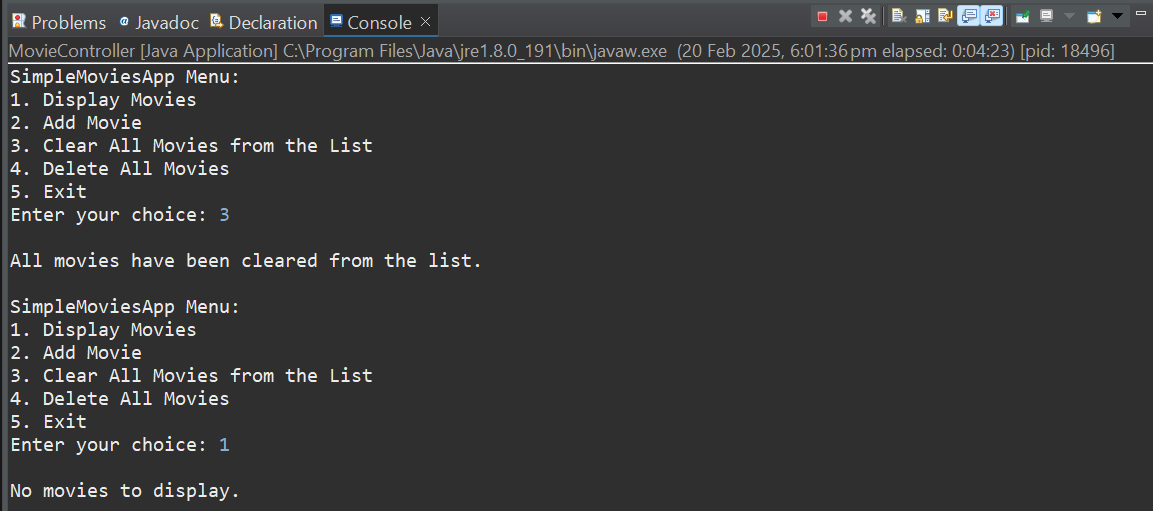 Problems Javadoc Declaration Console
MovieController [Java Application] C:\Program Files\Java\jre1.8.0_191\bin\javaw.exe (20 Feb 2025, 6:01:36 pm elapsed: 0:04:23) [pid: 18496]
SimpleMoviesApp Menu:
1. Display Movies
2. Add Movie
3. Clear All Movies from the List
4. Delete All Movies
5. Exit
Enter your choice: 3
All movies have been cleared from the list.
SimpleMoviesApp Menu:
1. Display Movies
2. Add Movie
3. Clear All Movies from the List
4. Delete All Movies
5. Exit
Enter your choice: 1
No movies to display.